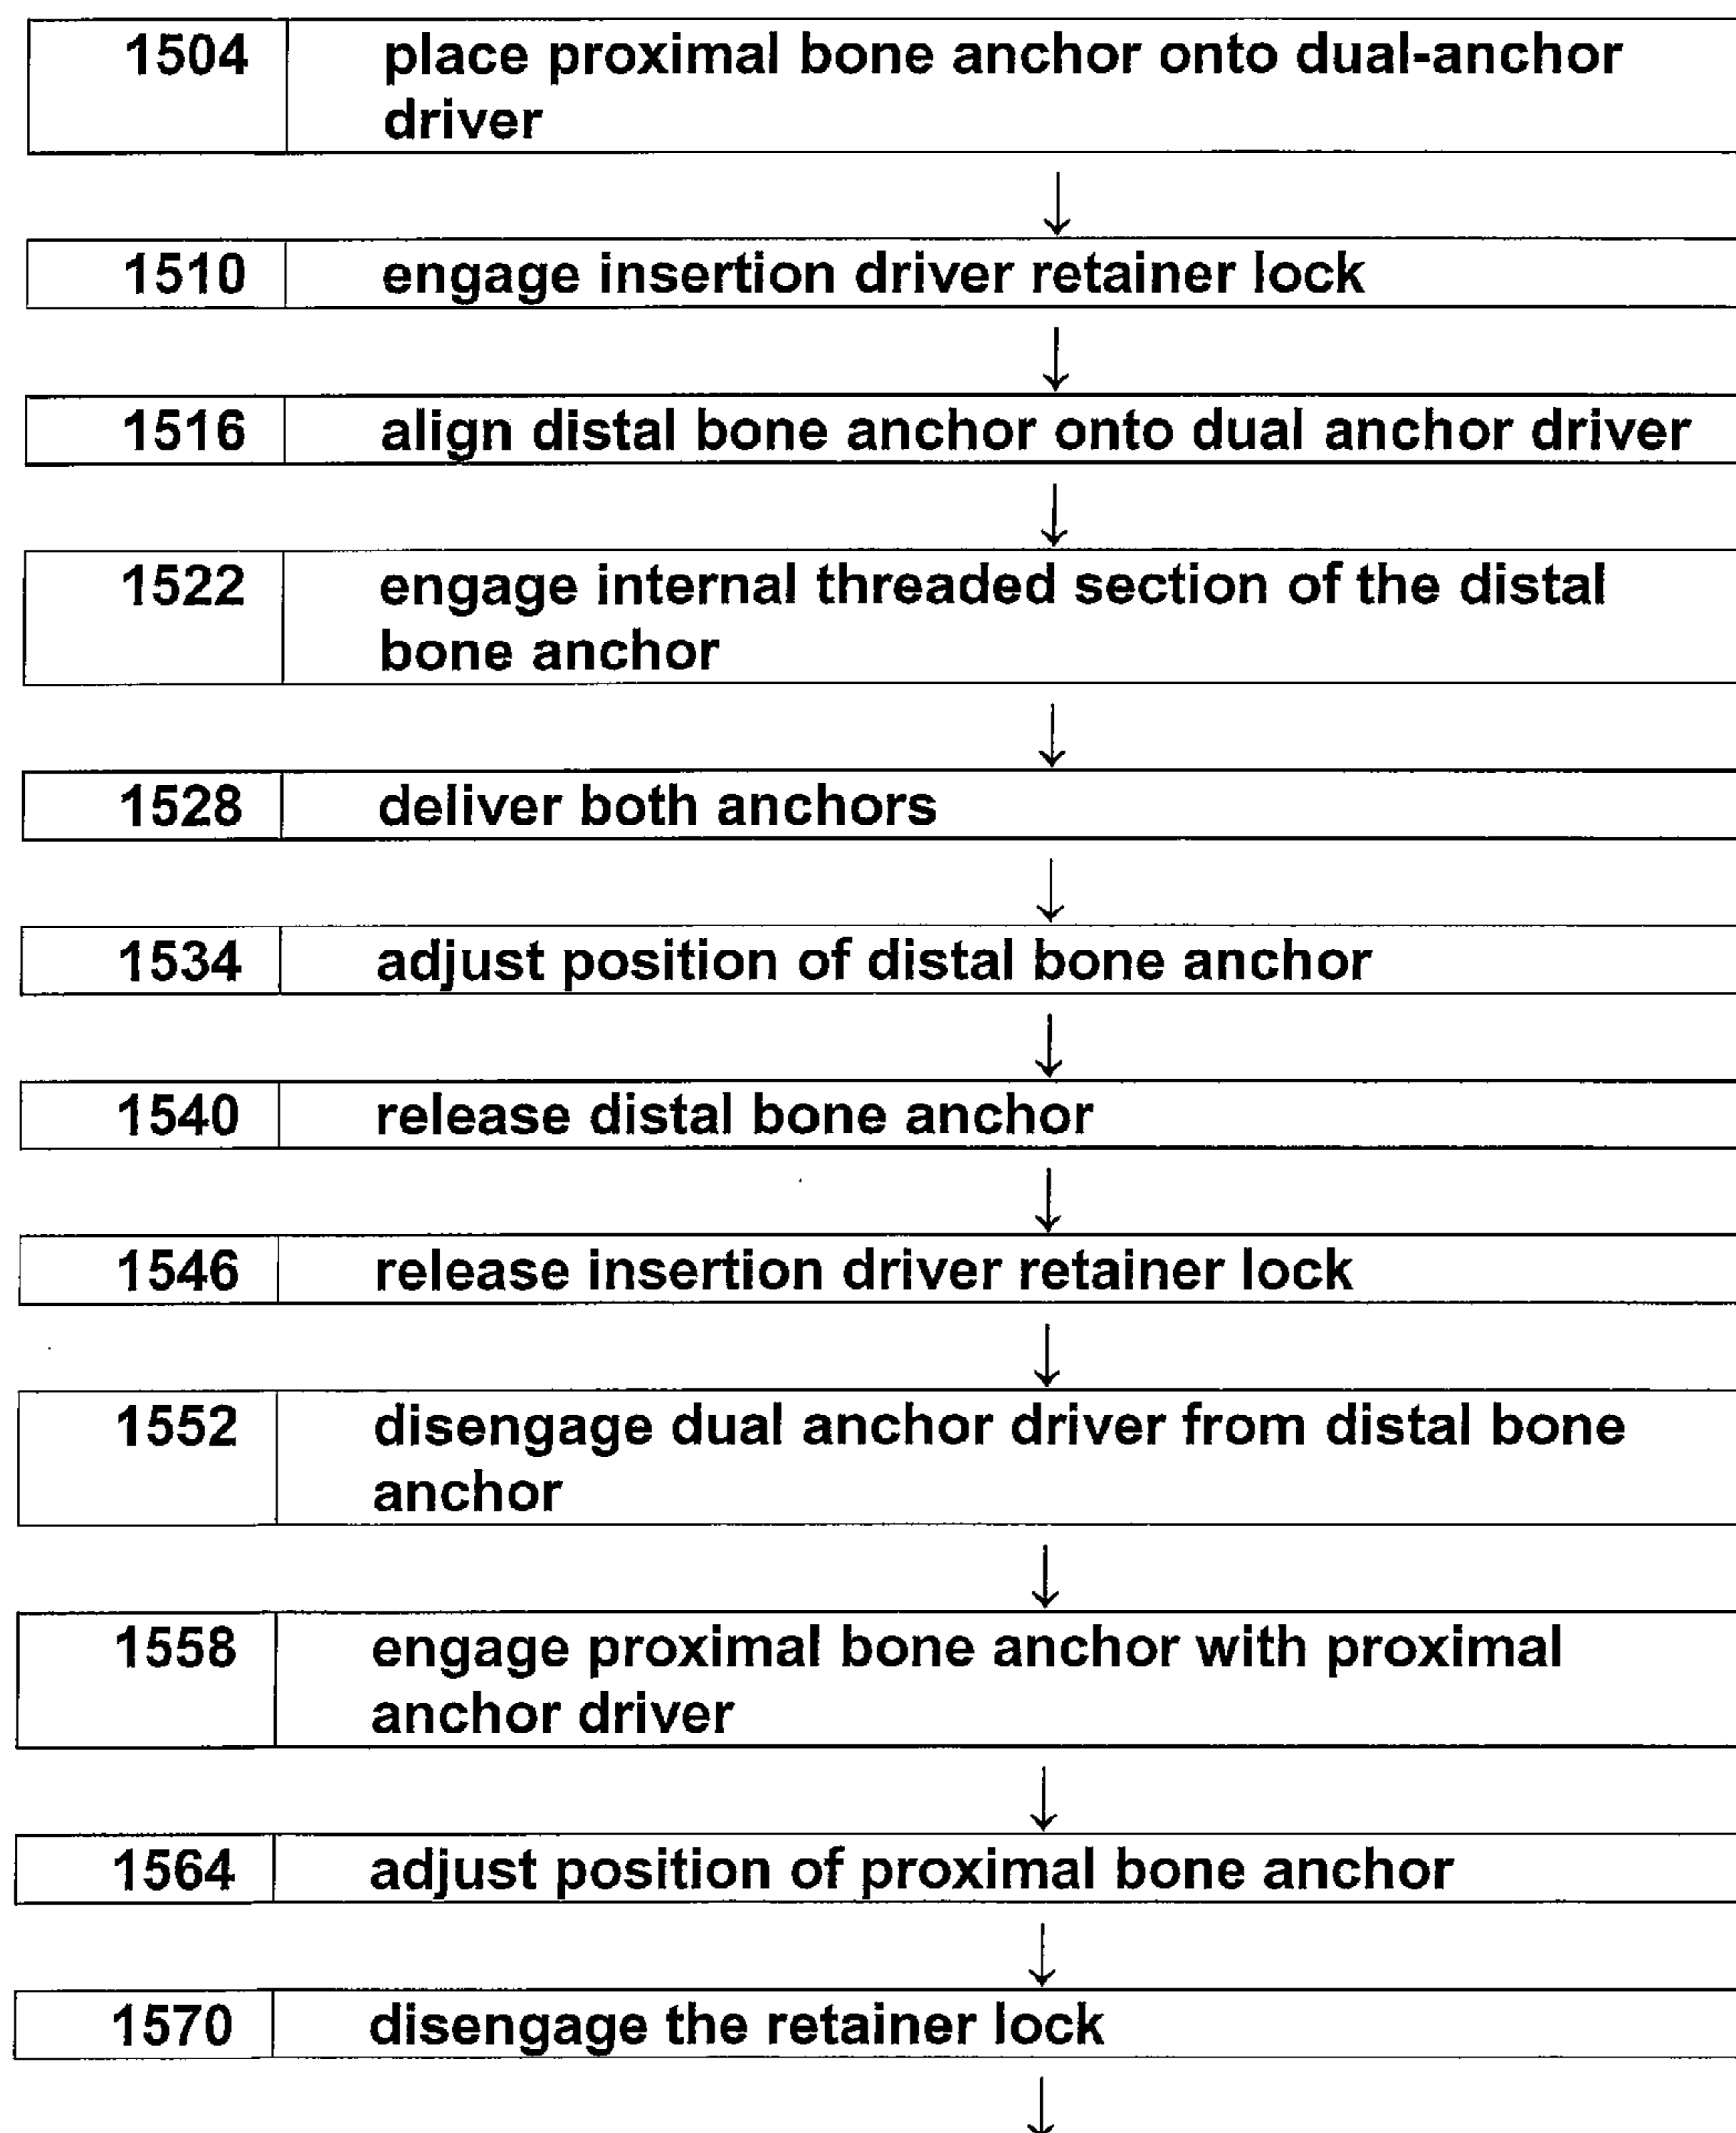 1504 place proximal bone anchor onto dual-anchor
driver
1510 engage insertion driver retainer lock
1516 align distal bone anchor onto dual anchor driver
1522 engage internal threaded section of the distal
bone anchor
1528 deliver both anchors
1534 adjust position of distal bone anchor
1540 release distal bone anchor
1546 release insertion driver retainer lock
1552 disengage dual anchor driver from distal bone
anchor
1558 engage proximal bone anchor with proximal
anchor driver
1564 adjust position of proximal bone anchor
1570 disengage the retainer lock